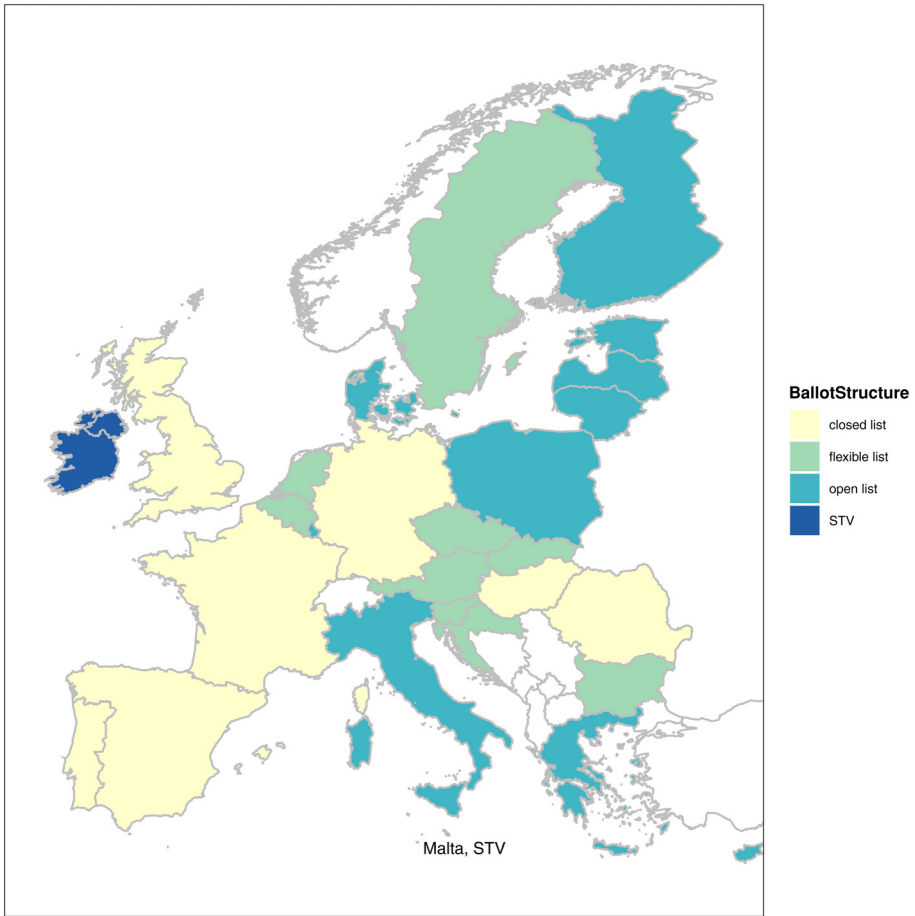 BallotStructure
closed list
flexible list
open list
STV
Malta, STV